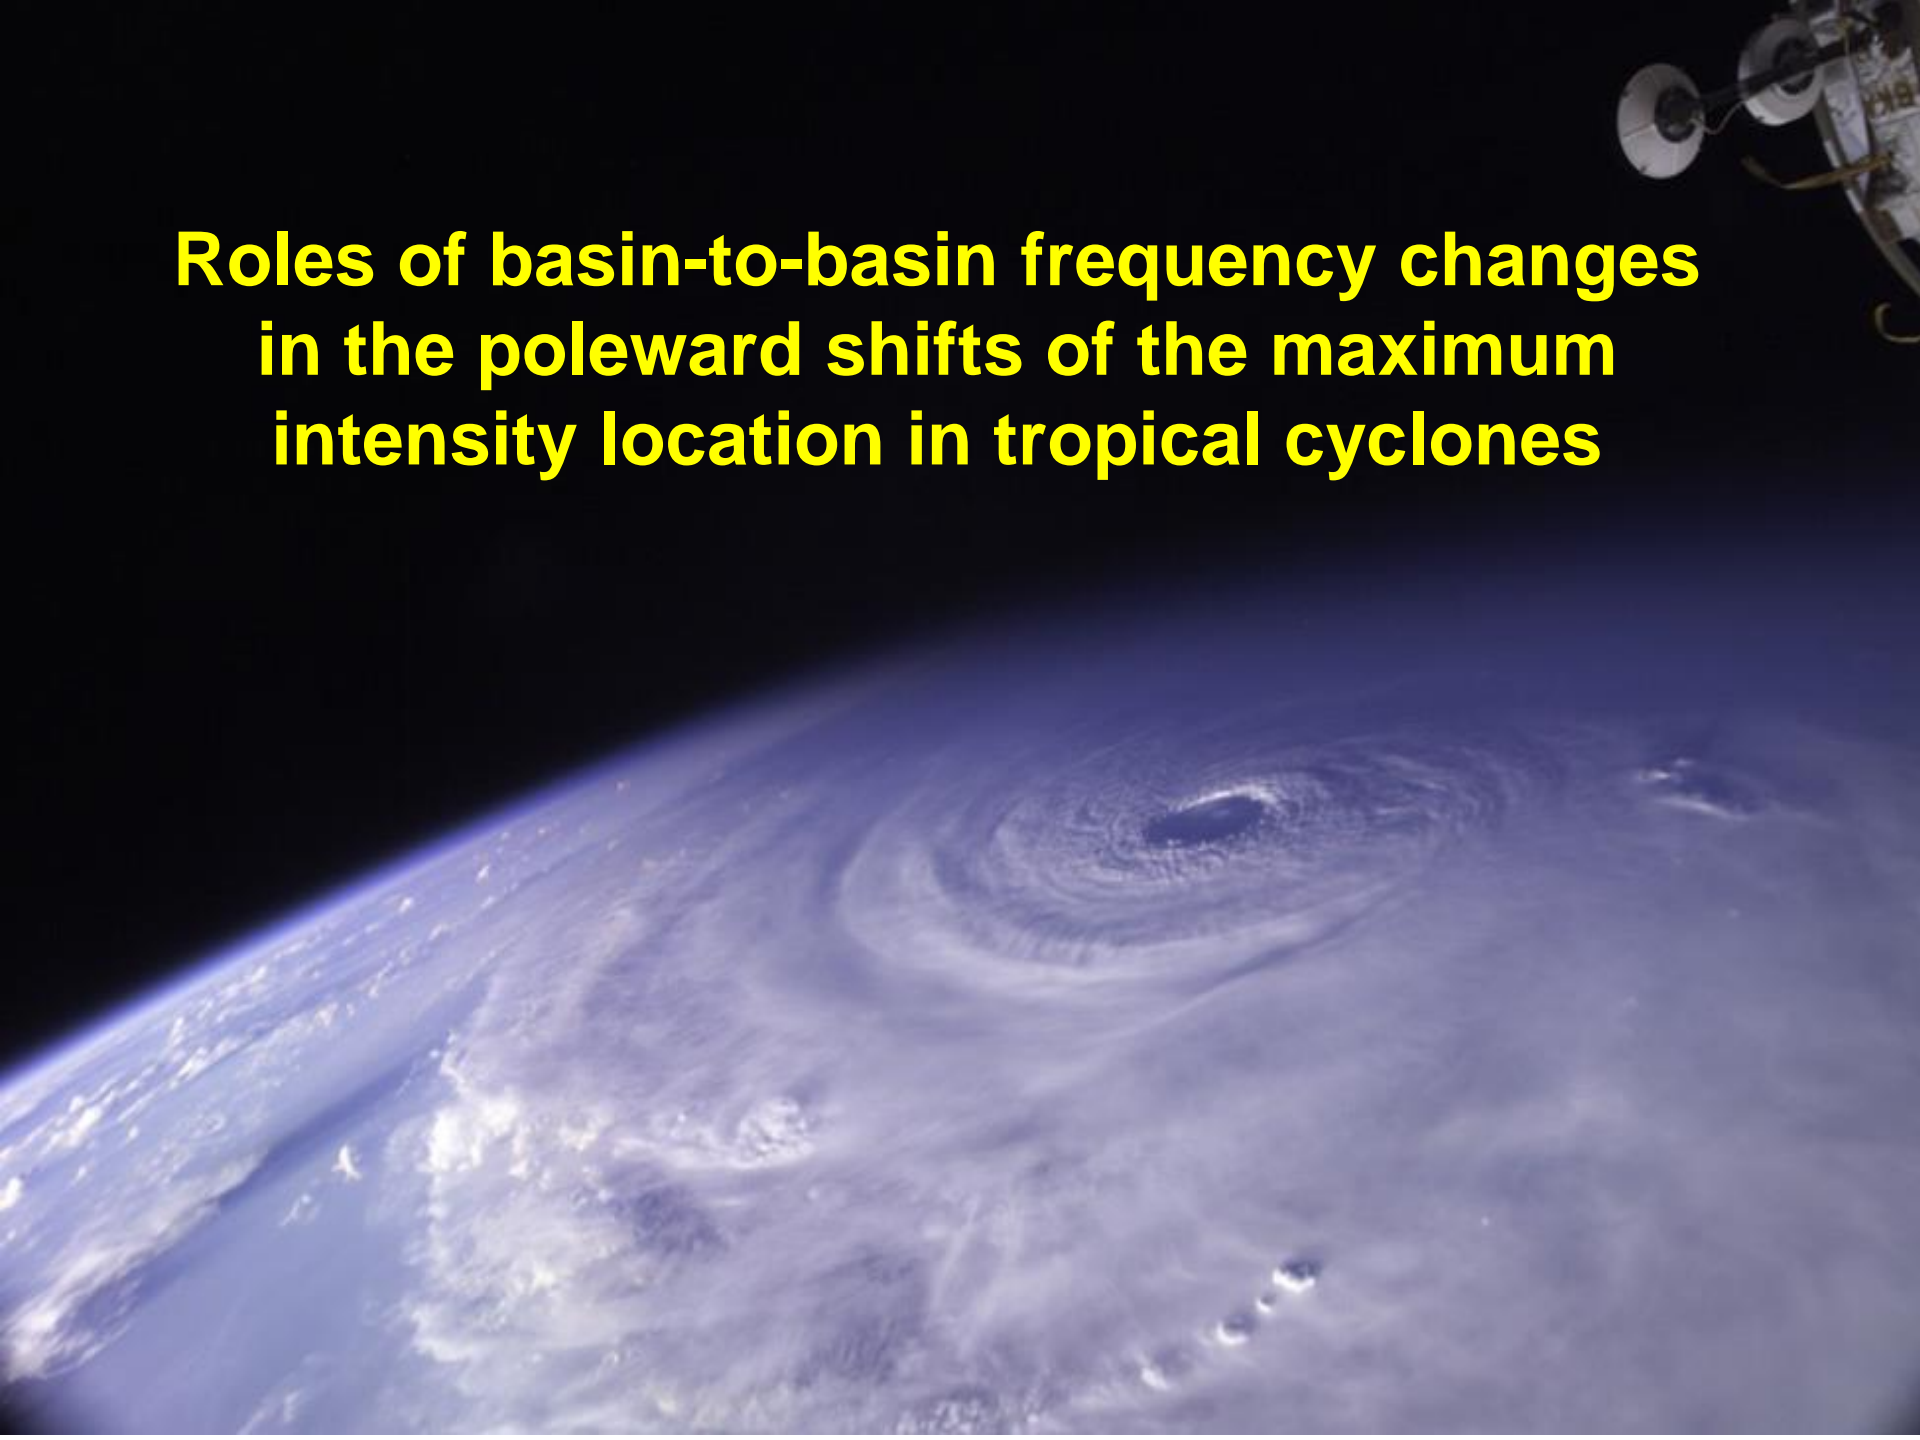 Roles of basin-to-basin frequency changes
in the poleward shifts of the maximum
intensity location in tropical cyclones